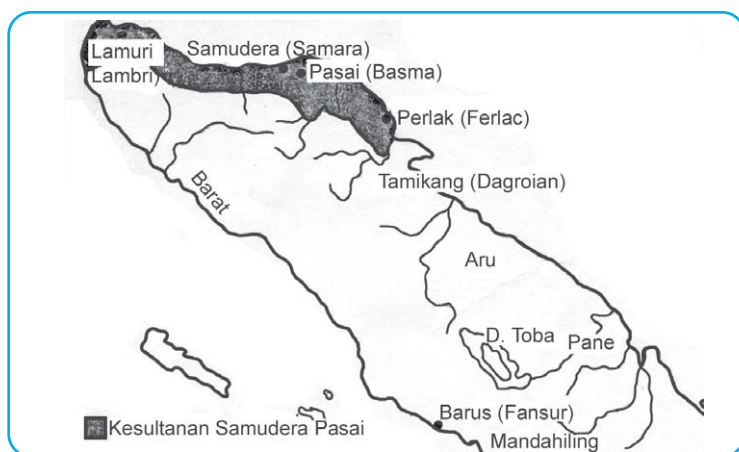 Lamuri
Lambri)
Samudera (Samara)
Pasai (Basma)
Perlak (Ferlac)
Tamikang (Dagroian)
Barat
Aru
D. Toba
Pane
Barus (Fansur)
Mandahiling
Kesultanan Samudera Pasai